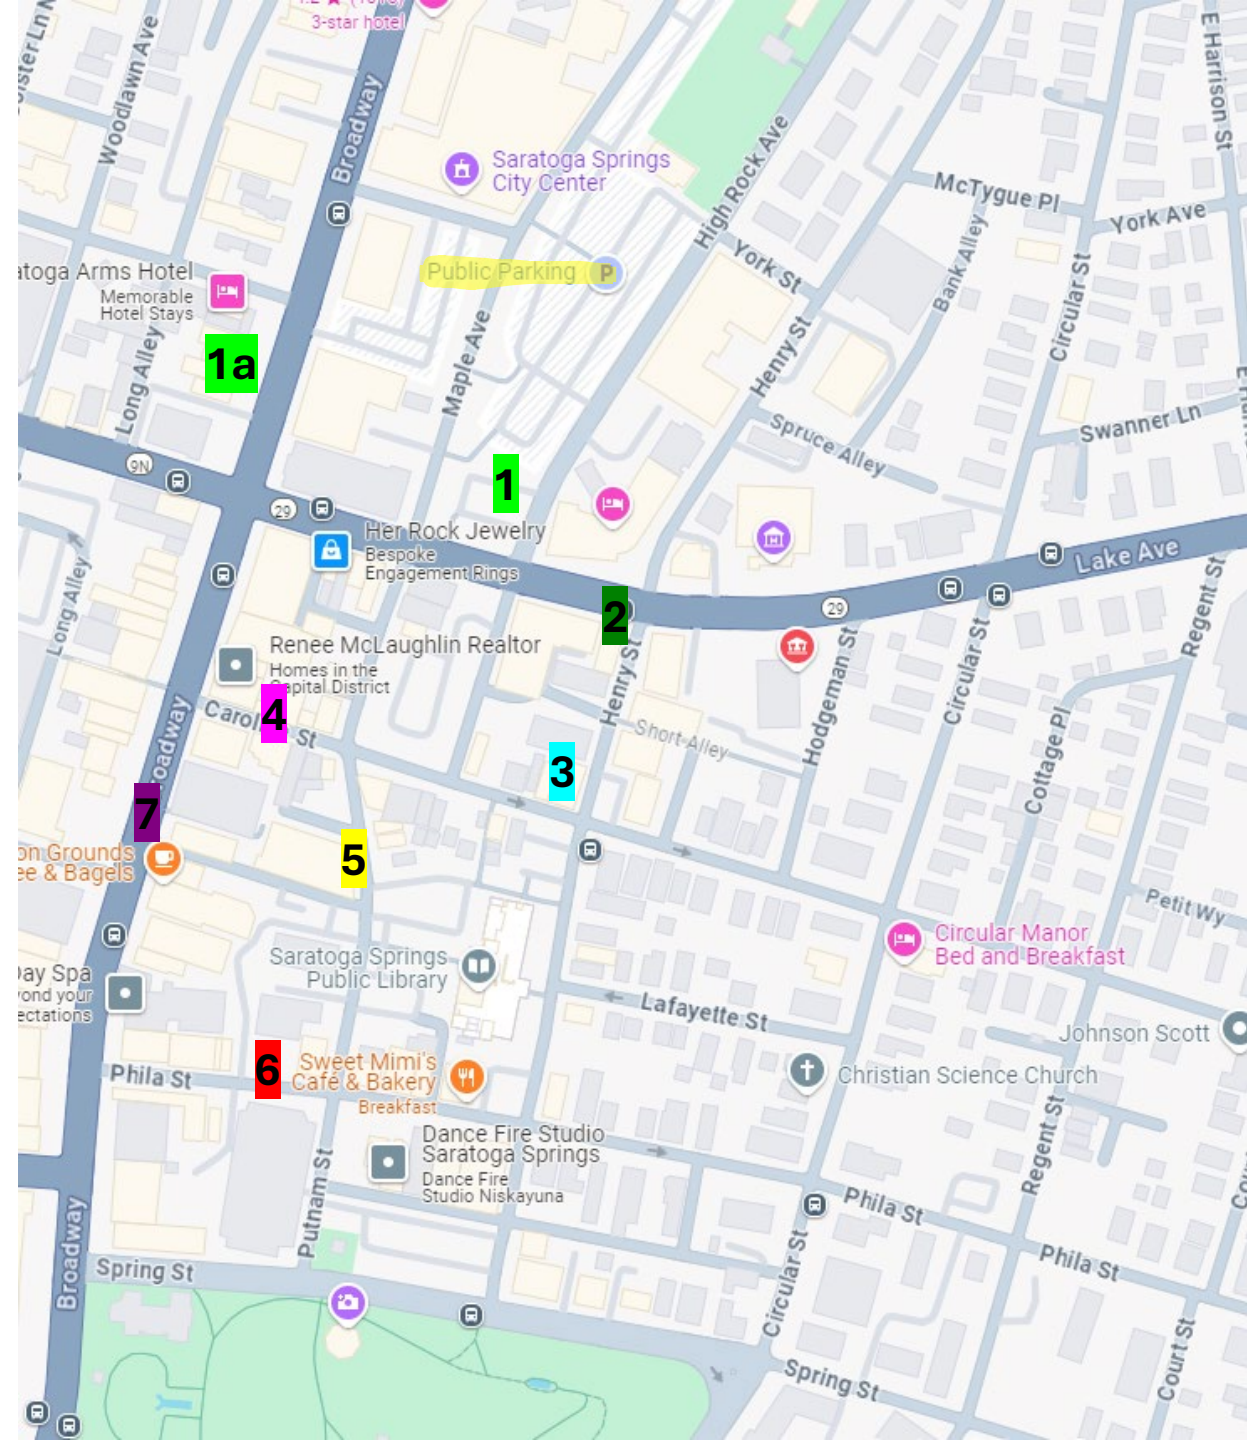 3-star hotel
Woodlawn Ave
Broadway
E Harrison St
Saratoga Springs
City Center
High Rock Ave
McTygue Pl
York Ave
Bank Alley
Circular St
York St
Public Parking
P
atoga Arms Hotel
Memorable
Hotel Stays
1a
Long Alley
Maple Ave
Henry St
Swanner Ln
Spruce Alley
9N
1
29
Her Rock Jewelry
Bespoke
Engagement Rings
Long Alley
Lake Ave
29
2
Regent St
Renee McLaughlin Realtor
Homes in the
Capital District
Henry St
Hodgeman St
Circular St
4
St
Short Alley
Cottage Pl
3
7
5
on Grounds
ee & Bagels
Petit Wy
Circular Manor
Bed and Breakfast
Saratoga Springs
Public Library
Day Spa
yond your
ectations
Lafayette St
Johnson Scott
6
Sweet Mimi's
Café & Bakery
Breakfast
Phila St
Christian Science Church
Dance Fire Studio
Saratoga Springs
Dance Fire
Studio Niskayuna
Regent St
Putnam St
Phila St
Broadway
Spring St
Circular St
Phila St
Court St
Spring St